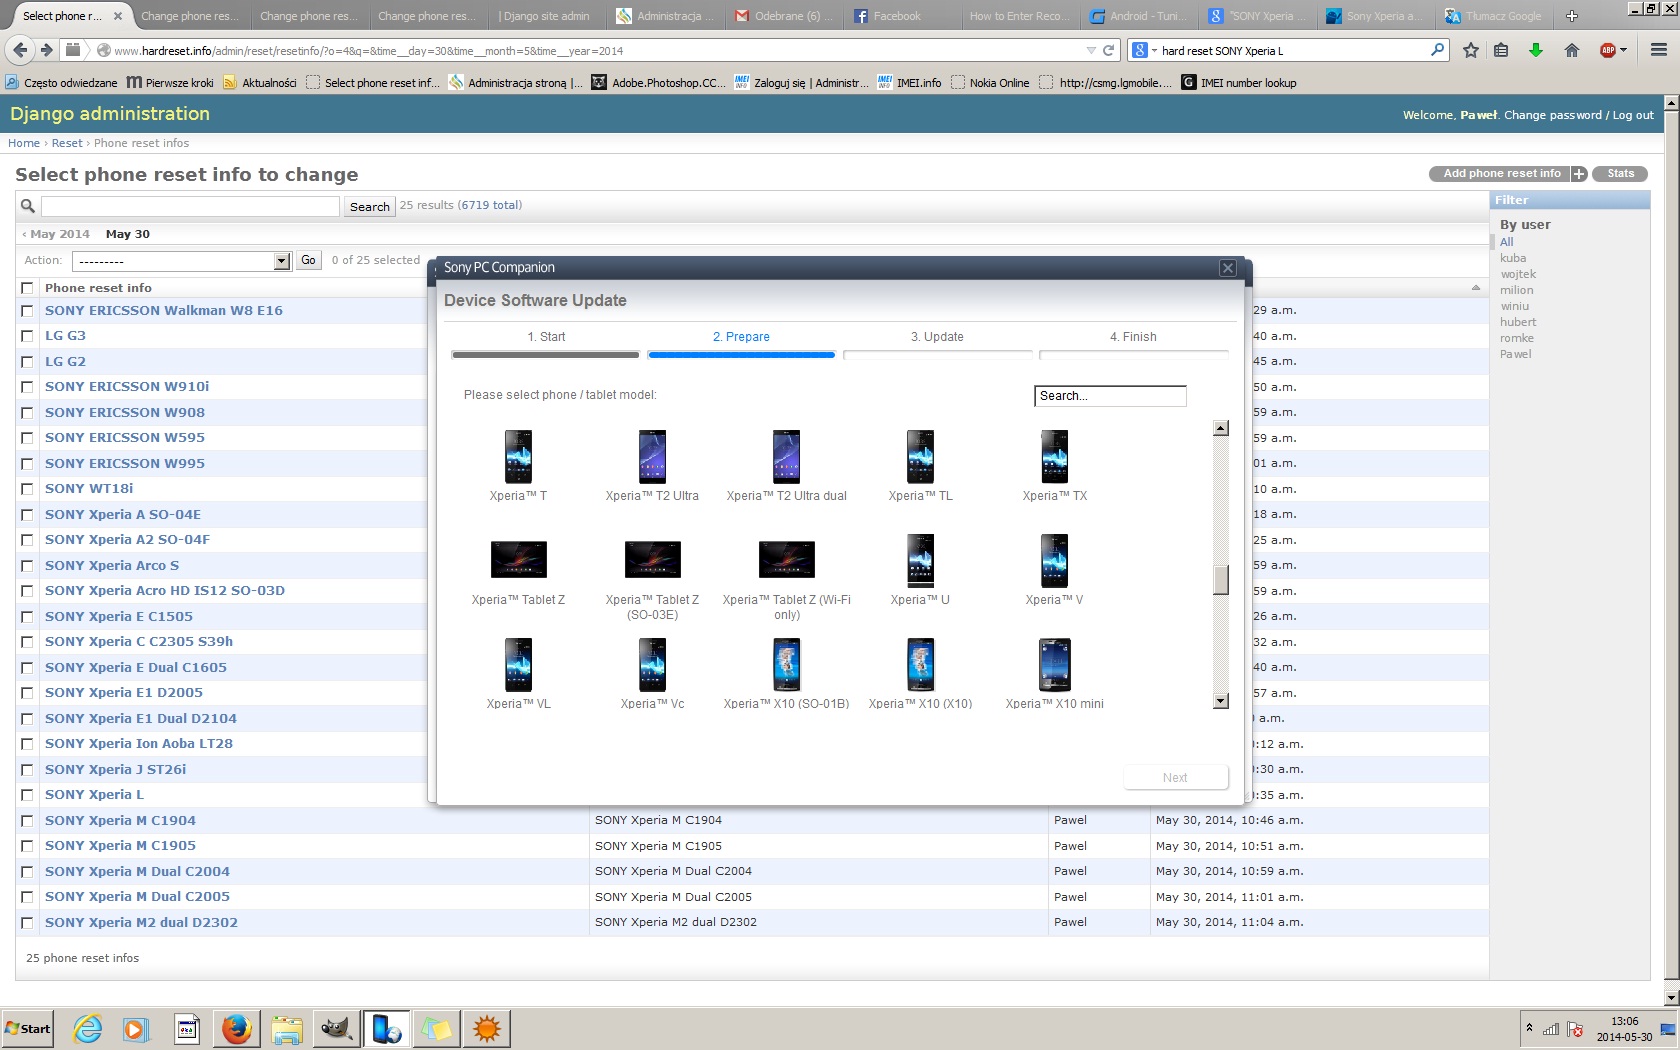 Select phone r...
Change phone res...
Change phone res...
Change phone res...
| Django site admin
Administracja ...
Odebrane (6) ...
Facebook
How to Enter Reco...
Android - Tuni...
"SONY Xperia ...
Sony Xperia a...
Tłumacz Google
www.hardreset.info/admin/reset/resetinfo/?o=4&q=&time__day=30&time__month=5&time__year=2014
hard reset SONY Xperia L
ABP
Często odwiedzane
Pierwsze kroki
Aktualności
Select phone reset inf...
Administracja stroną |...
Adobe.Photoshop.CC...
Zaloguj się | Administr...
IMEI.info
Nokia Online
http://csmg.lgmobile....
IMEI number lookup
Django administration
Welcome, Paweł. Change password / Log out
Home › Reset › Phone reset infos
Select phone reset info to change
Add phone reset info +
Stats
Search
25 results (6719 total)
Filter
By user
All
kuba
wojtek
milion
winiu
hubert
romke
Pawel
‹ May 2014 May 30
Action: --------- Go 0 of 25 selected
Phone reset info
SONY ERICSSON Walkman W8 E16
29 a.m.
LG G3
40 a.m.
LG G2
45 a.m.
SONY ERICSSON W910i
50 a.m.
SONY ERICSSON W908
59 a.m.
SONY ERICSSON W595
59 a.m.
SONY ERICSSON W995
01 a.m.
SONY WT18i
10 a.m.
SONY Xperia A SO-04E
18 a.m.
SONY Xperia A2 SO-04F
25 a.m.
SONY Xperia Arco S
59 a.m.
SONY Xperia Acro HD IS12 SO-03D
59 a.m.
SONY Xperia E C1505
26 a.m.
SONY Xperia C C2305 S39h
32 a.m.
SONY Xperia E Dual C1605
40 a.m.
SONY Xperia E1 D2005
57 a.m.
SONY Xperia E1 Dual D2104
a.m.
SONY Xperia Ion Aoba LT28
:12 a.m.
SONY Xperia J ST26i
:30 a.m.
SONY Xperia L
:35 a.m.
SONY Xperia M C1904 SONY Xperia M C1904 Pawel May 30, 2014, 10:46 a.m.
SONY Xperia M C1905 SONY Xperia M C1905 Pawel May 30, 2014, 10:51 a.m.
SONY Xperia M Dual C2004 SONY Xperia M Dual C2004 Pawel May 30, 2014, 10:59 a.m.
SONY Xperia M Dual C2005 SONY Xperia M Dual C2005 Pawel May 30, 2014, 11:01 a.m.
SONY Xperia M2 dual D2302 SONY Xperia M2 dual D2302 Pawel May 30, 2014, 11:04 a.m.
25 phone reset infos
Sony PC Companion
Device Software Update
1. Start 2. Prepare 3. Update 4. Finish
Please select phone / tablet model:
Search...
Xperia™ T
Xperia™ T2 Ultra
Xperia™ T2 Ultra dual
Xperia™ TL
Xperia™ TX
Xperia™ Tablet Z
Xperia™ Tablet Z
(SO-03E)
Xperia™ Tablet Z (Wi-Fi
only)
Xperia™ U
Xperia™ V
Xperia™ VL
Xperia™ Vc
Xperia™ X10 (SO-01B)
Xperia™ X10 (X10)
Xperia™ X10 mini
Next
Start
13:06
2014-05-30